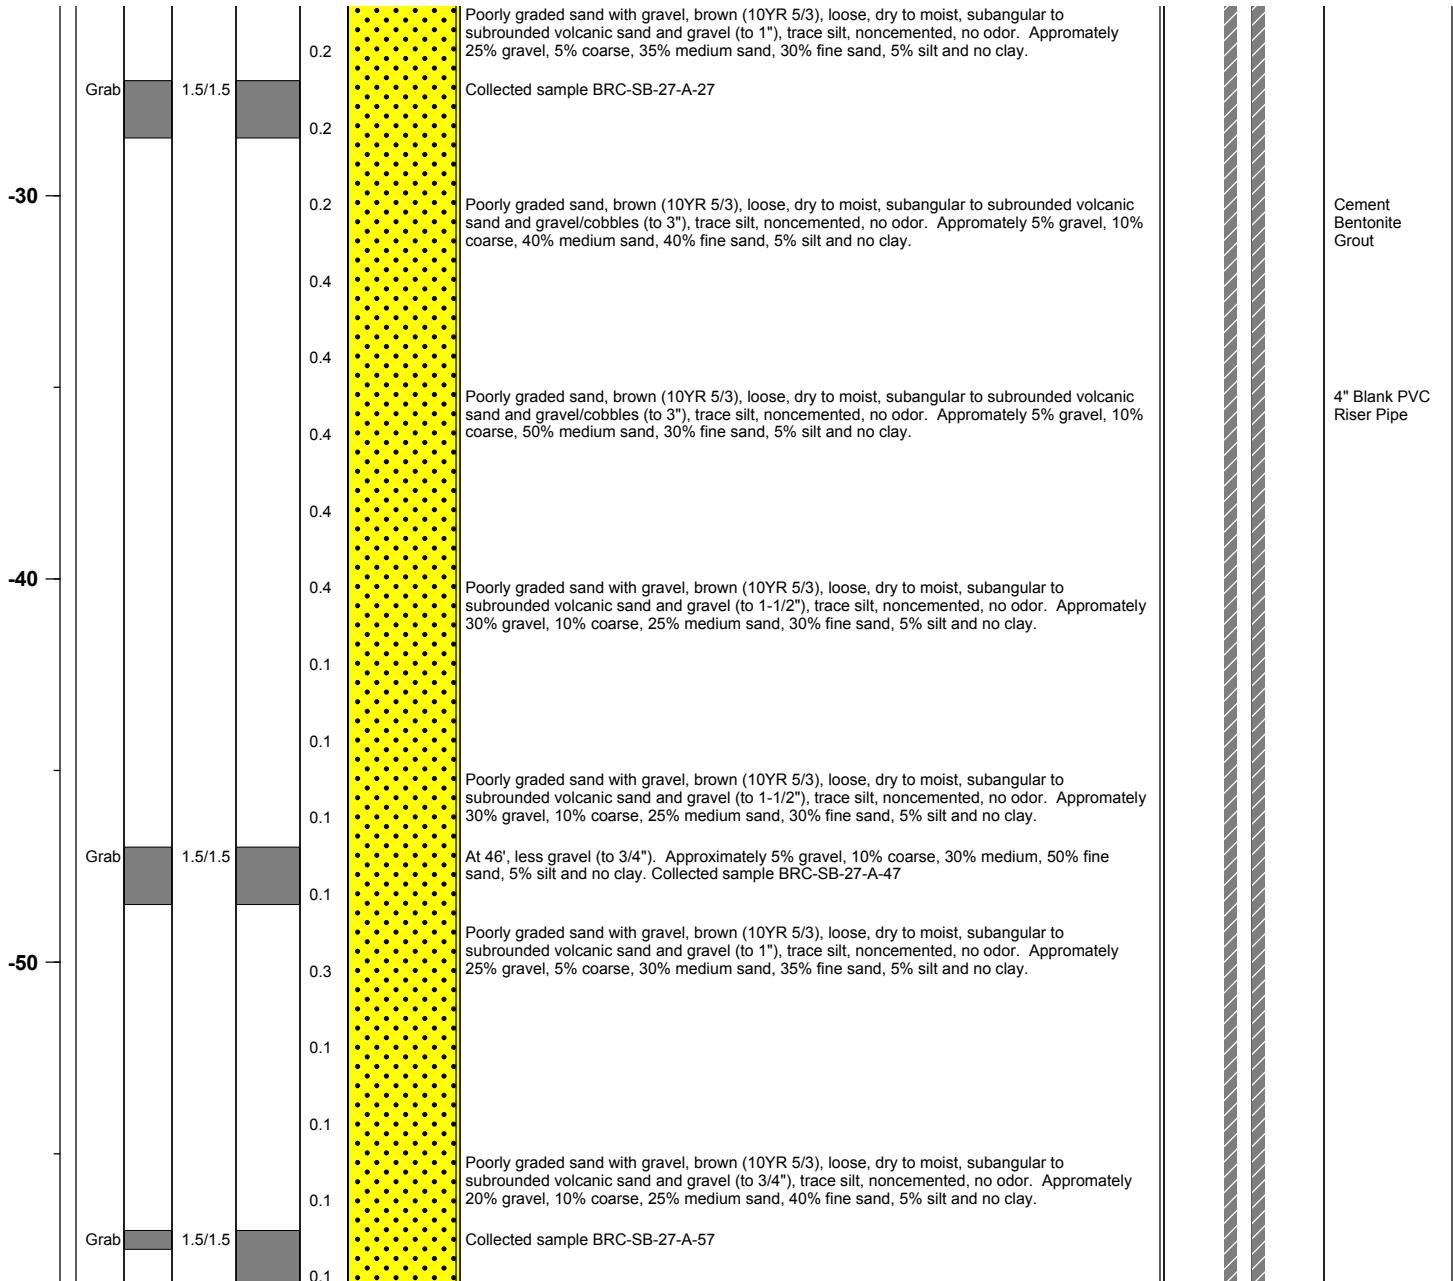 Poorly graded sand with gravel, brown (10YR 5/3), loose, dry to moist, subangular to
subrounded volcanic sand and gravel (to 1"), trace silt, noncemented, no odor. Appromately
0.2 25% gravel, 5% coarse, 35% medium sand, 30% fine sand, 5% silt and no clay.
Grab 1.5/1.5 Collected sample BRC-SB-27-A-27
0.2
-30
0.2 Poorly graded sand, brown (10YR 5/3), loose, dry to moist, subangular to subrounded volcanic Cement
sand and gravel/cobbles (to 3"), trace silt, noncemented, no odor. Appromately 5% gravel, 10% Bentonite
coarse, 40% medium sand, 40% fine sand, 5% silt and no clay. Grout
0.4
0.4
Poorly graded sand, brown (10YR 5/3), loose, dry to moist, subangular to subrounded volcanic 4" Blank PVC
sand and gravel/cobbles (to 3"), trace silt, noncemented, no odor. Appromately 5% gravel, 10% Riser Pipe
0.4 coarse, 50% medium sand, 30% fine sand, 5% silt and no clay.
0.4
-40
0.4 Poorly graded sand with gravel, brown (10YR 5/3), loose, dry to moist, subangular to
subrounded volcanic sand and gravel (to 1-1/2"), trace silt, noncemented, no odor. Appromately
30% gravel, 10% coarse, 25% medium sand, 30% fine sand, 5% silt and no clay.
0.1
0.1
Poorly graded sand with gravel, brown (10YR 5/3), loose, dry to moist, subangular to
subrounded volcanic sand and gravel (to 1-1/2"), trace silt, noncemented, no odor. Appromately
0.1 30% gravel, 10% coarse, 25% medium sand, 30% fine sand, 5% silt and no clay.
Grab 1.5/1.5 At 46', less gravel (to 3/4"). Approximately 5% gravel, 10% coarse, 30% medium, 50% fine
sand, 5% silt and no clay. Collected sample BRC-SB-27-A-47
0.1
Poorly graded sand with gravel, brown (10YR 5/3), loose, dry to moist, subangular to
subrounded volcanic sand and gravel (to 1"), trace silt, noncemented, no odor. Appromately
-50
0.3 25% gravel, 5% coarse, 30% medium sand, 35% fine sand, 5% silt and no clay.
0.1
0.1
Poorly graded sand with gravel, brown (10YR 5/3), loose, dry to moist, subangular to
subrounded volcanic sand and gravel (to 3/4"), trace silt, noncemented, no odor. Appromately
0.1 20% gravel, 10% coarse, 25% medium sand, 40% fine sand, 5% silt and no clay.
Grab 1.5/1.5 Collected sample BRC-SB-27-A-57
0.1